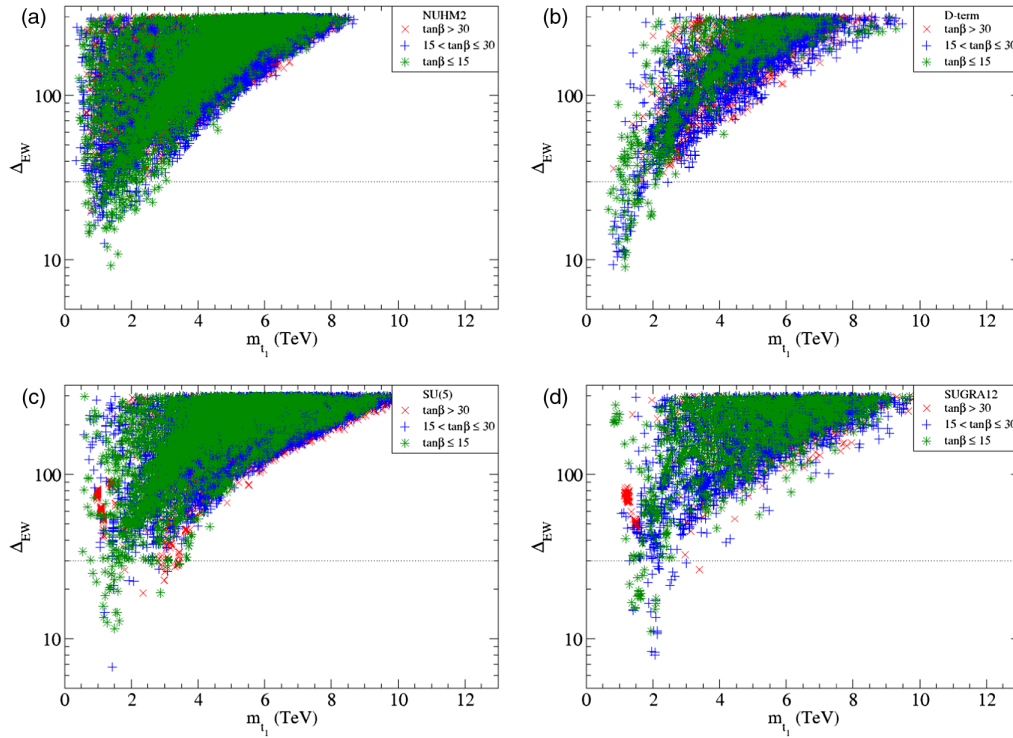 (a)
NUHM2
tanβ > 30
15 < tanβ ≤ 30
tanβ ≤ 15
100
10
Δ_EW
0 2 4 6 8 10 12
m_t_1 (TeV)
(b)
D-term
tanβ > 30
15 < tanβ ≤ 30
tanβ ≤ 15
100
10
Δ_EW
0 2 4 6 8 10 12
m_t_1 (TeV)
(c)
SU(5)
tanβ > 30
15 < tanβ ≤ 30
tanβ ≤ 15
100
10
Δ_EW
0 2 4 6 8 10 12
m_t_1 (TeV)
(d)
SUGRA12
tanβ > 30
15 < tanβ ≤ 30
tanβ ≤ 15
100
10
Δ_EW
0 2 4 6 8 10 12
m_t_1 (TeV)